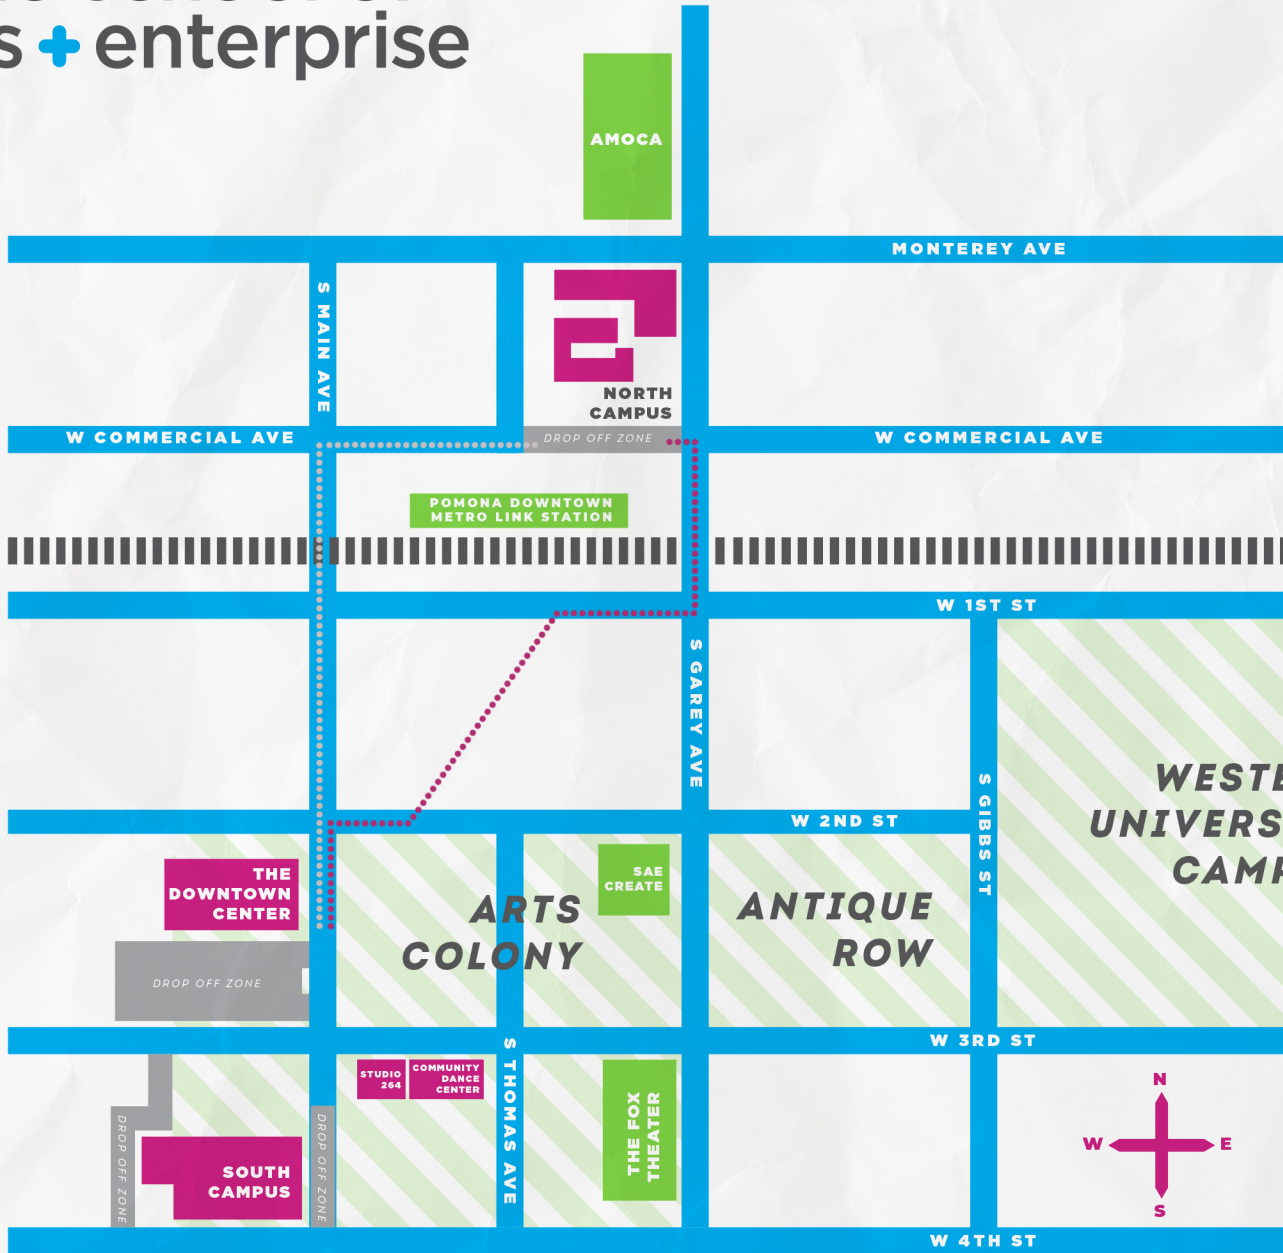 s + enterprise
AMOCA
MONTEREY AVE
S MAIN AVE
NORTH
CAMPUS
W COMMERCIAL AVE
DROP OFF ZONE
W COMMERCIAL AVE
POMONA DOWNTOWN
METRO LINK STATION
W 1ST ST
S GAREY AVE
WESTE
UNIVERS
CAMP
S GIBBS ST
W 2ND ST
THE
DOWNTOWN
CENTER
SAE
CREATE
ARTS
COLONY
ANTIQUE
ROW
DROP OFF ZONE
W 3RD ST
S THOMAS AVE
STUDIO
264
COMMUNITY
DANCE
CENTER
THE FOX
THEATER
N
W
E
S
DROP OFF ZONE
SOUTH
CAMPUS
DROP OFF ZONE
W 4TH ST